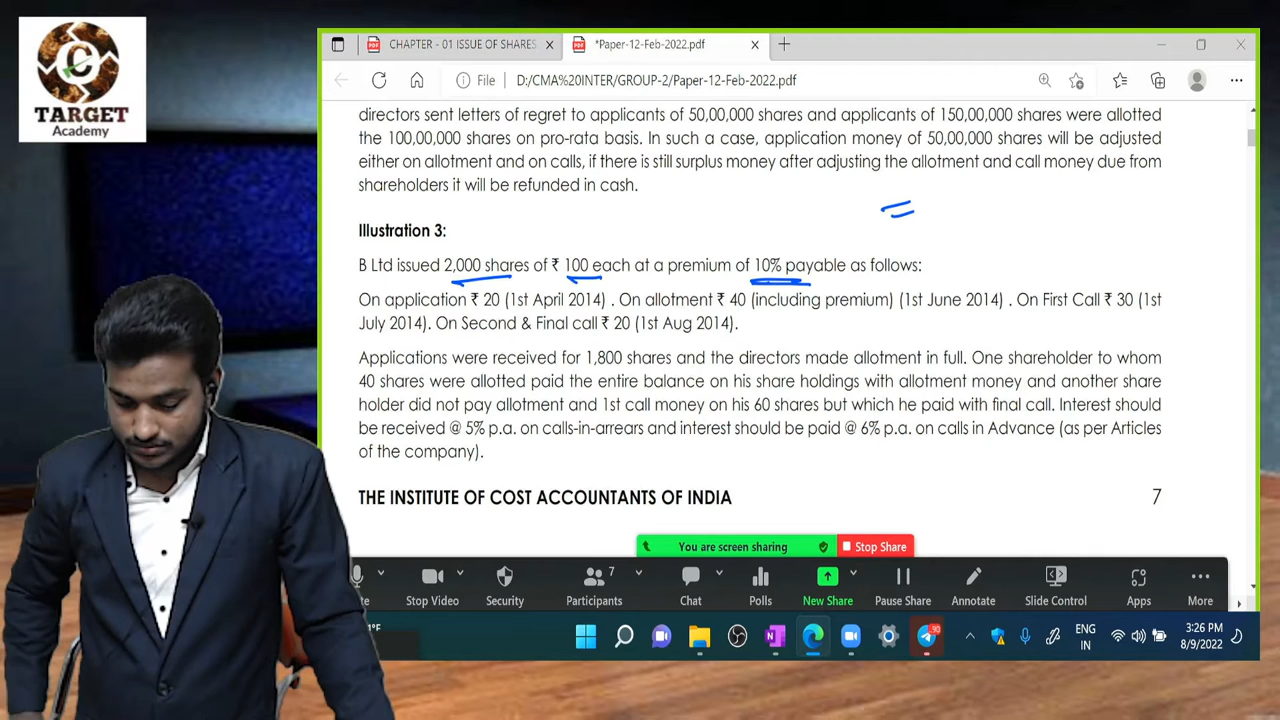 e
TARGET
Academy
CHAPTER - 01 ISSUE OF SHARES
*Paper-12-Feb-2022.pdf
File
D:/CMA%20INTER/GROUP-2/Paper-12-Feb-2022.pdf
directors sent letters of regret to applicants of 50,00,000 shares and applicants of 150,00,000 shares were allotted
the 100,00,000 shares on pro-rata basis. In such a case, application money of 50,00,000 shares will be adjusted
either on allotment and on calls, if there is still surplus money after adjusting the allotment and call money due from
shareholders it will be refunded in cash.
Illustration 3:
B Ltd issued 2,000 shares of ₹ 100 each at a premium of 10% payable as follows:
On application ₹ 20 (1st April 2014) . On allotment ₹ 40 (including premium) (1st June 2014) . On First Call ₹ 30 (1st
July 2014). On Second & Final call ₹ 20 (1st Aug 2014).
Applications were received for 1,800 shares and the directors made allotment in full. One shareholder to whom
40 shares were allotted paid the entire balance on his share holdings with allotment money and another share
holder did not pay allotment and 1st call money on his 60 shares but which he paid with final call. Interest should
be received @ 5% p.a. on calls-in-arrears and interest should be paid @ 6% p.a. on calls in Advance (as per Articles
of the company).
THE INSTITUTE OF COST ACCOUNTANTS OF INDIA 7
You are screen sharing
Stop Share
7
Stop Video Security Participants Chat Polls New Share Pause Share Annotate Slide Control Apps More
90
ENG
IN
3:26 PM
8/9/2022